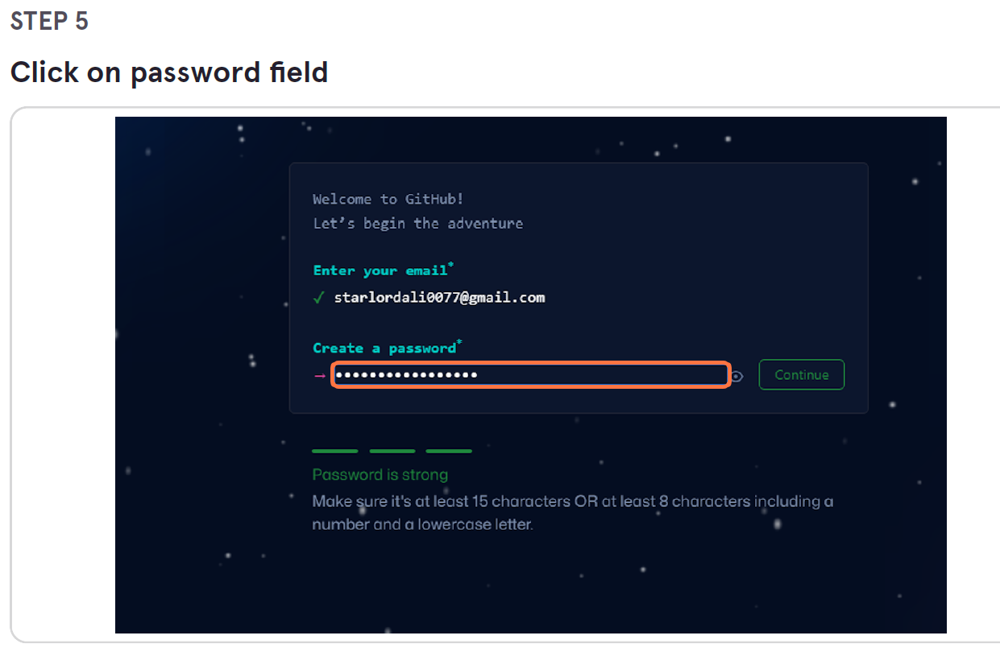 STEP 5
Click on password field
Welcome to GitHub!
Let’s begin the adventure
Enter your email*
✓ starlordali0077@gmail.com
Create a password*
→ •••••••••••••••••
Continue
Password is strong
Make sure it's at least 15 characters OR at least 8 characters including a
number and a lowercase letter.